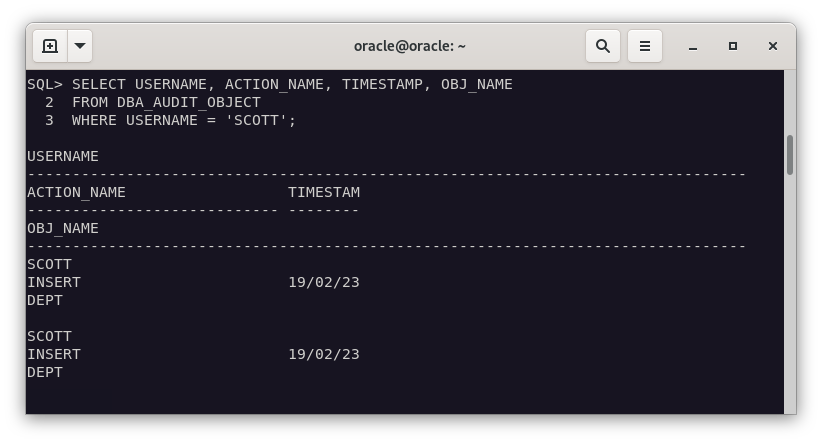 oracle@oracle: ~
SQL> SELECT USERNAME, ACTION_NAME, TIMESTAMP, OBJ_NAME
  2  FROM DBA_AUDIT_OBJECT
  3  WHERE USERNAME = 'SCOTT';

USERNAME
--------------------------------------------------------------------------------
ACTION_NAME                  TIMESTAM
---------------------------- --------
OBJ_NAME
--------------------------------------------------------------------------------
SCOTT
INSERT                       19/02/23
DEPT

SCOTT
INSERT                       19/02/23
DEPT